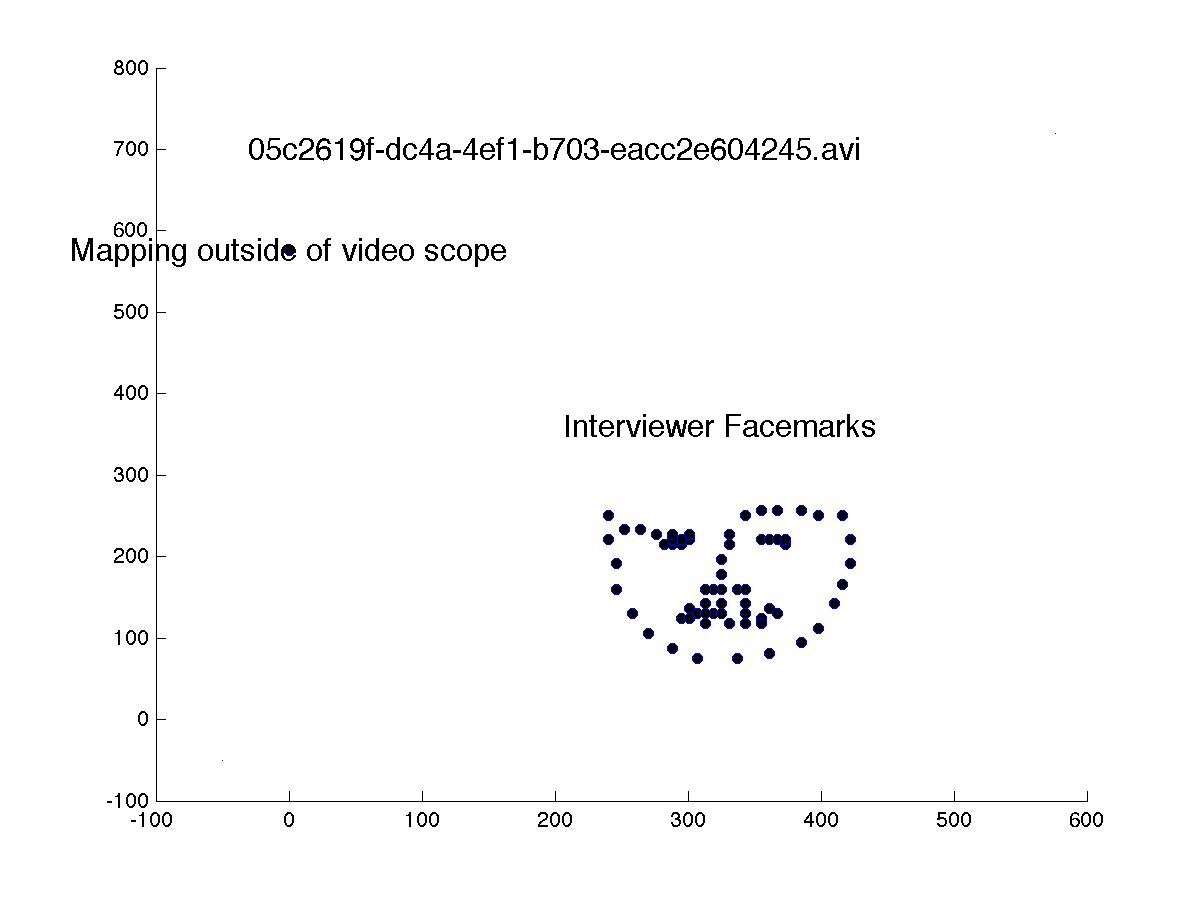 800
700
05c2619f-dc4a-4ef1-b703-eacc2e604245.avi
600
Mapping outside of video scope
500
400
Interviewer Facemarks
300
200
100
0
-100
-100 0 100 200 300 400 500 600